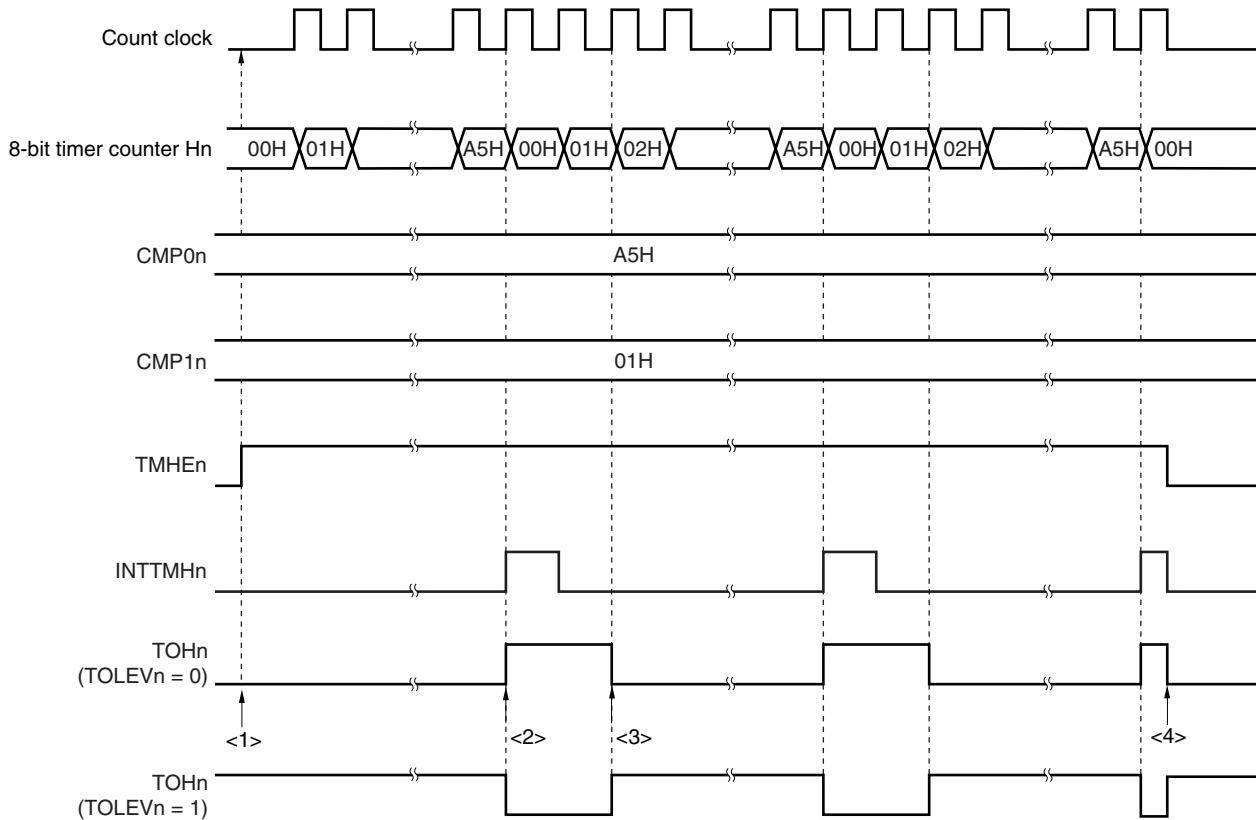 Count clock
8-bit timer counter Hn
00H 01H A5H 00H 01H 02H A5H 00H 01H 02H A5H 00H
CMP0n
A5H
CMP1n
01H
TMHEn
INTTMHn
TOHn
(TOLEVn = 0)
<1> <2> <3> <4>
TOHn
(TOLEVn = 1)